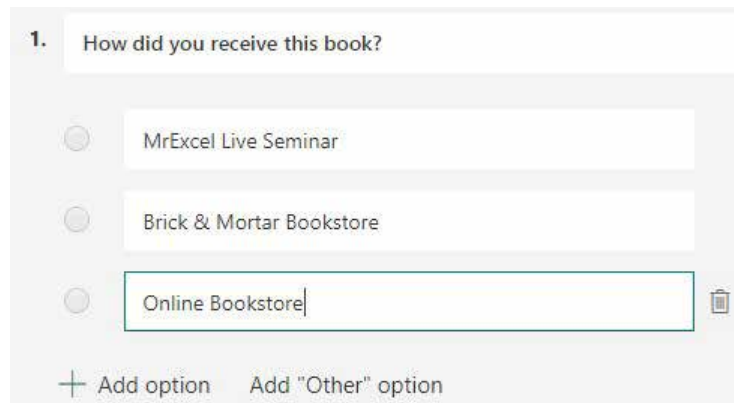 1. How did you receive this book?
MrExcel Live Seminar
Brick & Mortar Bookstore
Online Bookstore
Add option Add "Other" option